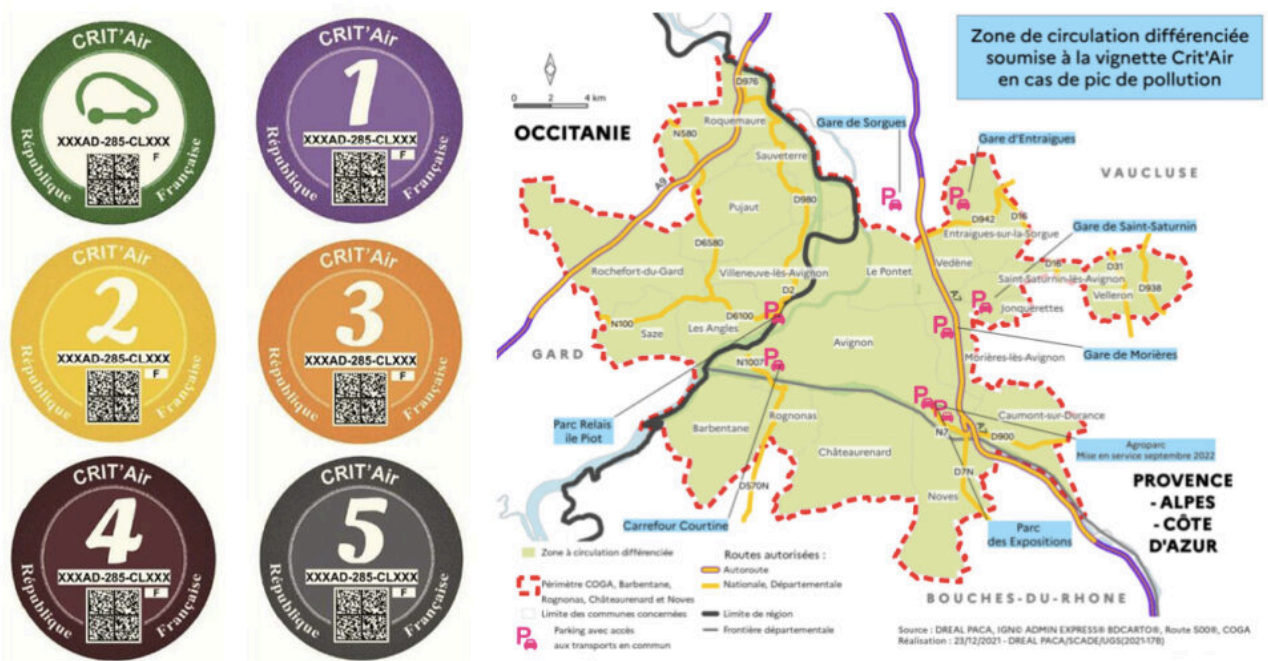 CRIT'Air
XXXAD-285-CLXXX
F
République Française
CRIT'Air
1
XXXAD-285-CLXXX
F
République Française
CRIT'Air
2
XXXAD-285-CLXXX
F
République Française
CRIT'Air
3
XXXAD-285-CLXXX
F
République Française
CRIT'Air
4
XXXAD-285-CLXXX
F
République Française
CRIT'Air
5
XXXAD-285-CLXXX
F
République Française
Zone de circulation différenciée
soumise à la vignette Crit'Air
en cas de pic de pollution
0 2 4 km
OCCITANIE
D976
Roquemaure
N580
Sauveterre
A9
Pujaut
D980
D6580
Rochefort-du-Gard
Villeneuve-lès-Avignon
D2
N100
Saze
Les Angles
D6100
GARD
Gare de Sorgues
Gare d'Entraigues
VAUCLUSE
D942
D16
Entraigues-sur-la-Sorgue
Gare de Saint-Saturnin
Le Pontet
Vedène
D16
Saint-Saturnin-lès-Avignon
D31
Velleron
D938
A7
Jonquerettes
Avignon
Gare de Morières
Morières-lès-Avignon
N1007
Parc Relais
ile Piot
Barbentane
Rognonas
Châteaurenard
Caumont-sur-Durance
N7
A7
D900
Agroparc
Mise en service septembre 2022
D570N
D7N
Noves
Carrefour Courtine
Parc
des Expositions
PROVENCE
- ALPES
- CÔTE
D'AZUR
BOUCHES-DU-RHONE
Zone à circulation différenciée
Périmètre COGA, Barbentane,
Rognonas, Châteaurenard et Noves
Limite des communes concernées
Parking avec accès
aux transports en commun
Routes autorisées :
Autoroute
Nationale, Départementale
Limite de région
Frontière départementale
Source : DREAL PACA, IGN© ADMIN EXPRESS® BDCARTO®, Route 500®, COGA
Réalisation : 23/12/2021 - DREAL PACA/SCADE/UGS(2021-178)